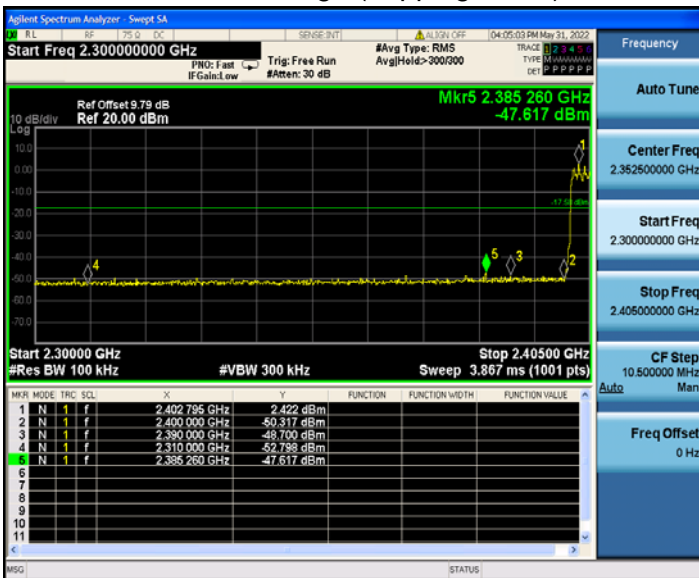 Agilent Spectrum Analyzer - Swept SA
RL RF 75 Ω DC SENSE:INT ALIGN OFF 04:05:03 PM May 31, 2022
Start Freq 2.300000000 GHz
PNO: Fast
IFGain:Low
Trig: Free Run
#Atten: 30 dB
#Avg Type: RMS
Avg|Hold:>300/300
TRACE 1 2 3 4 5 6
TYPE M
DET P P P P P P
Mkr5 2.385 260 GHz
-47.617 dBm
Ref Offset 9.79 dB
10 dB/div Ref 20.00 dBm
Log
10.0
0.00
-10.0
-20.0
-30.0
-40.0
-50.0
-60.0
-70.0
1
-17.58 dBm
4
5
3
2
Start 2.30000 GHz Stop 2.40500 GHz
#Res BW 100 kHz #VBW 300 kHz Sweep 3.867 ms (1001 pts)
MKR MODE TRC SCL X Y FUNCTION FUNCTION WIDTH FUNCTION VALUE
1 N 1 f 2.402 795 GHz 2.422 dBm
2 N 1 f 2.400 000 GHz -50.317 dBm
3 N 1 f 2.390 000 GHz -48.700 dBm
4 N 1 f 2.310 000 GHz -52.798 dBm
5 N 1 f 2.385 260 GHz -47.617 dBm
6
7
8
9
10
11
MSG STATUS
Frequency
Auto Tune
Center Freq
2.352500000 GHz
Start Freq
2.300000000 GHz
Stop Freq
2.405000000 GHz
CF Step
10.500000 MHz
Auto Man
Freq Offset
0 Hz